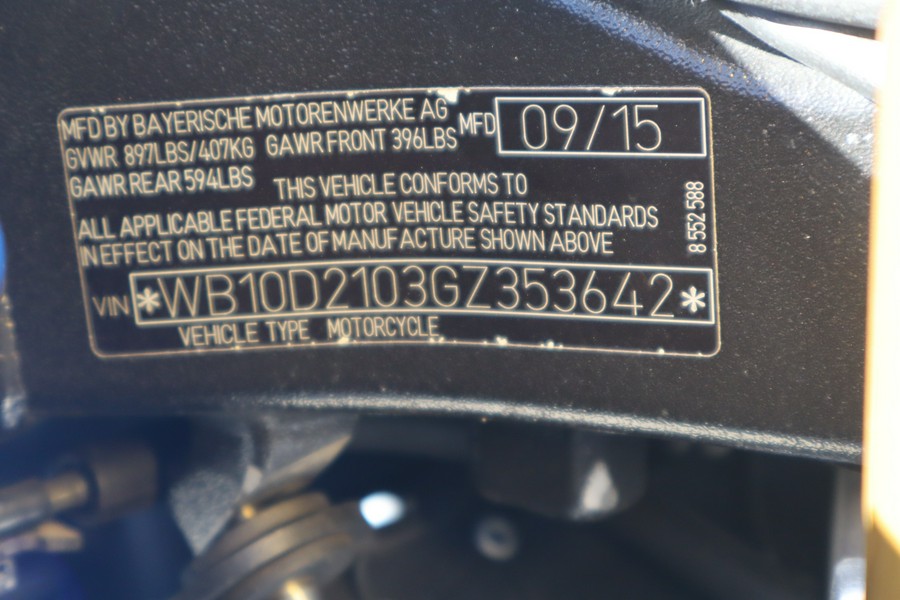 MFD BY BAYERISCHE MOTORENWERKE AG MFD 09/15
GVWR 897LBS/407KG GAWR FRONT 396LBS
GAWR REAR 594LBS THIS VEHICLE CONFORMS TO
ALL APPLICABLE FEDERAL MOTOR VEHICLE SAFETY STANDARDS
IN EFFECT ON THE DATE OF MANUFACTURE SHOWN ABOVE
8 552 588
VIN *WB10D2103GZ353642*
VEHICLE TYPE MOTORCYCLE